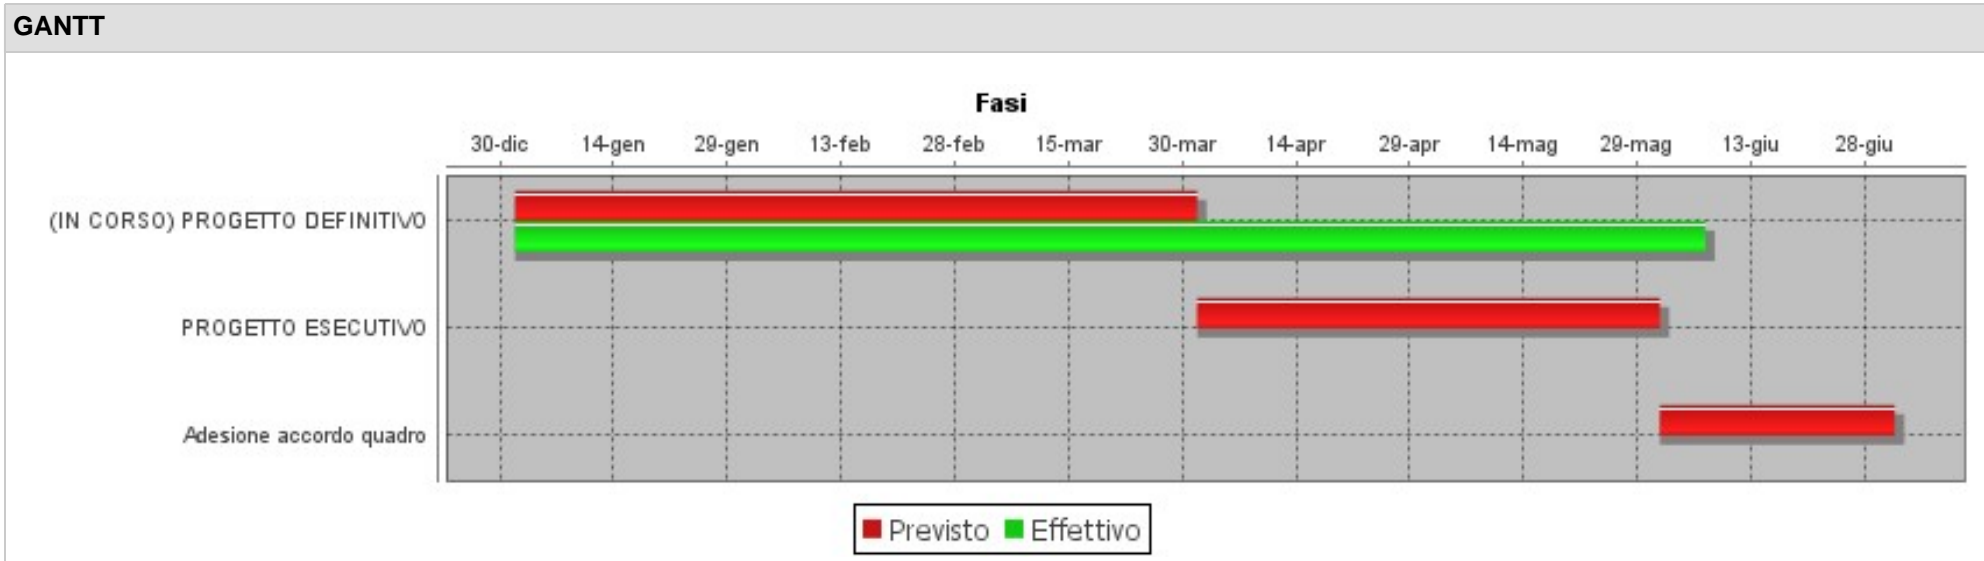 GANTT
Fasi
30-dic 14-gen 29-gen 13-feb 28-feb 15-mar 30-mar 14-apr 29-apr 14-mag 29-mag 13-giu 28-giu
(IN CORSO) PROGETTO DEFINITIVO
PROGETTO ESECUTIVO
Adesione accordo quadro
Previsto Effettivo